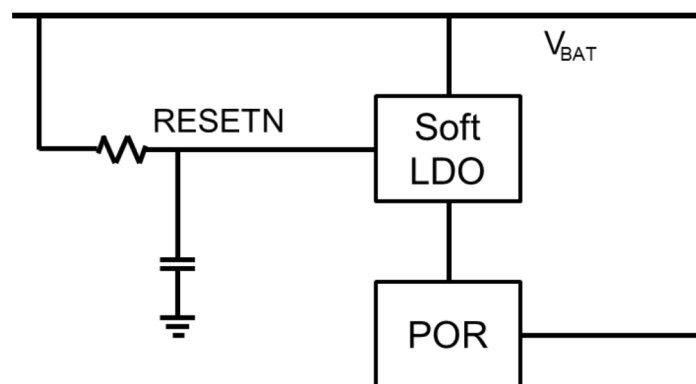 V_BAT
RESETN
Soft
LDO
POR